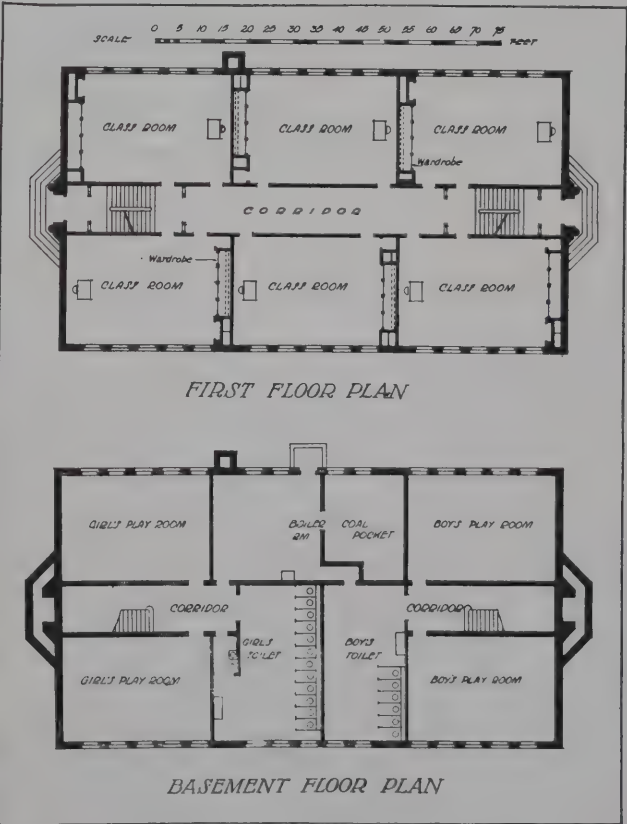 0 5 10 15 20 25 30 35 40 45 50 55 60 65 70 75
SCALE FEET
CLASS ROOM CLASS ROOM CLASS ROOM
Wardrobe
CORRIDOR
Wardrobe
CLASS ROOM CLASS ROOM CLASS ROOM
FIRST FLOOR PLAN
GIRL'S PLAY ROOM BOILER COAL BOY'S PLAY ROOM
RM POCKET
CORRIDOR CORRIDOR
GIRL'S BOY'S
TOILET TOILET
GIRL'S PLAY ROOM BOY'S PLAY ROOM
BASEMENT FLOOR PLAN